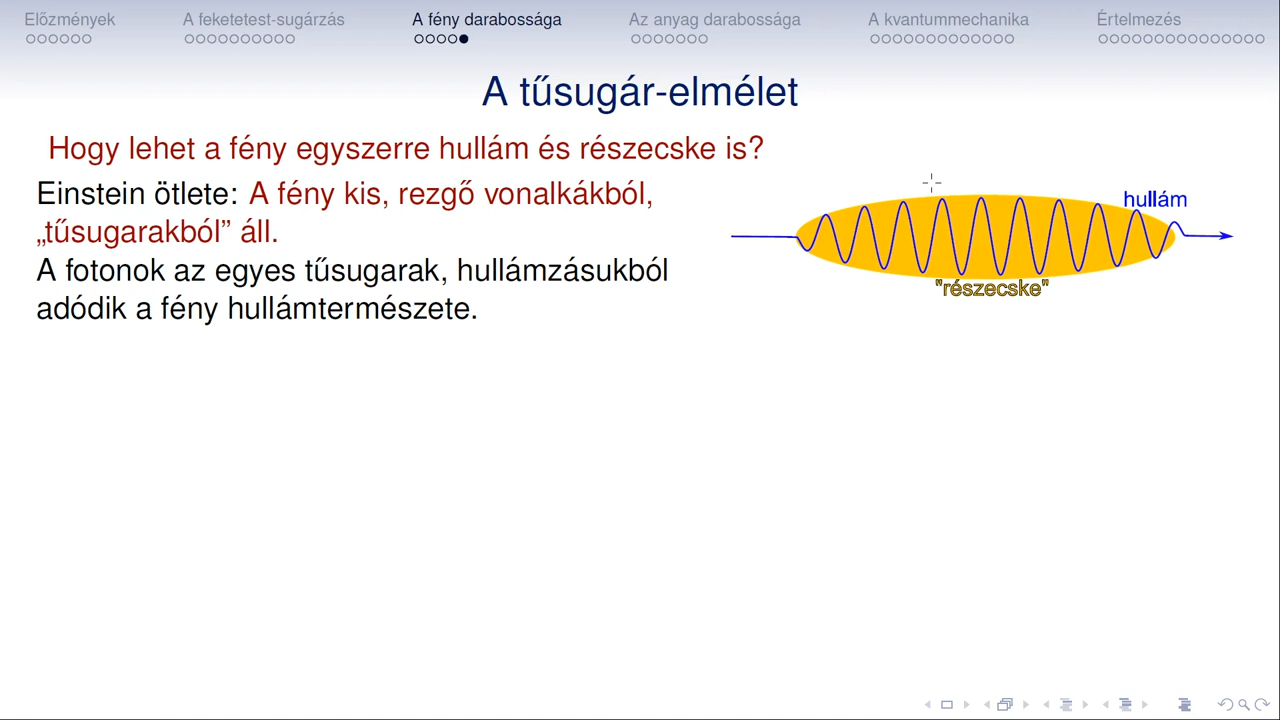 Előzmények
A feketetest-sugárzás
A fény darabossága
Az anyag darabossága
A kvantummechanika
Értelmezés
A tűsugár-elmélet
Hogy lehet a fény egyszerre hullám és részecske is?
Einstein ötlete: A fény kis, rezgő vonalkákból,
„tűsugarakból” áll.
A fotonok az egyes tűsugarak, hullámzásukból
adódik a fény hullámtermészete.
hullám
"részecske"